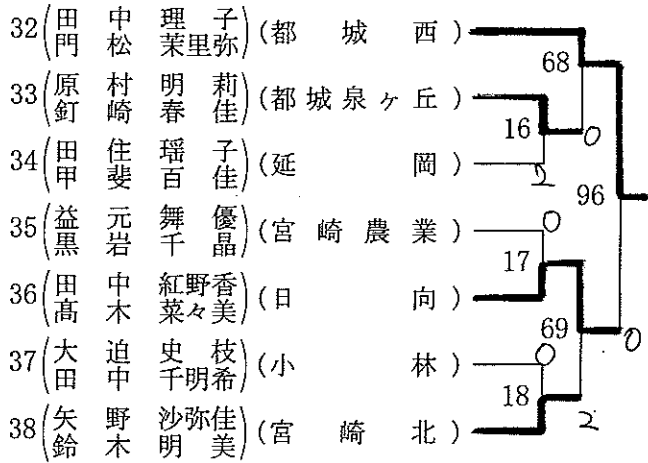 32 (田中理子 門松茉里弥) (都城西)
68
33 (原村明莉 釘崎春佳) (都城泉ヶ丘)
16 0
34 (田住瑶子 甲斐百佳) (延岡)
2
96
35 (益元舞優 黒岩千晶) (宮崎農業)
0
17
36 (田中紅野香 髙木菜々美) (日向)
69 0
37 (大迫史枝 田中千明希) (小林)
0
18 2
38 (矢野沙弥佳 鈴木明美) (宮崎北)